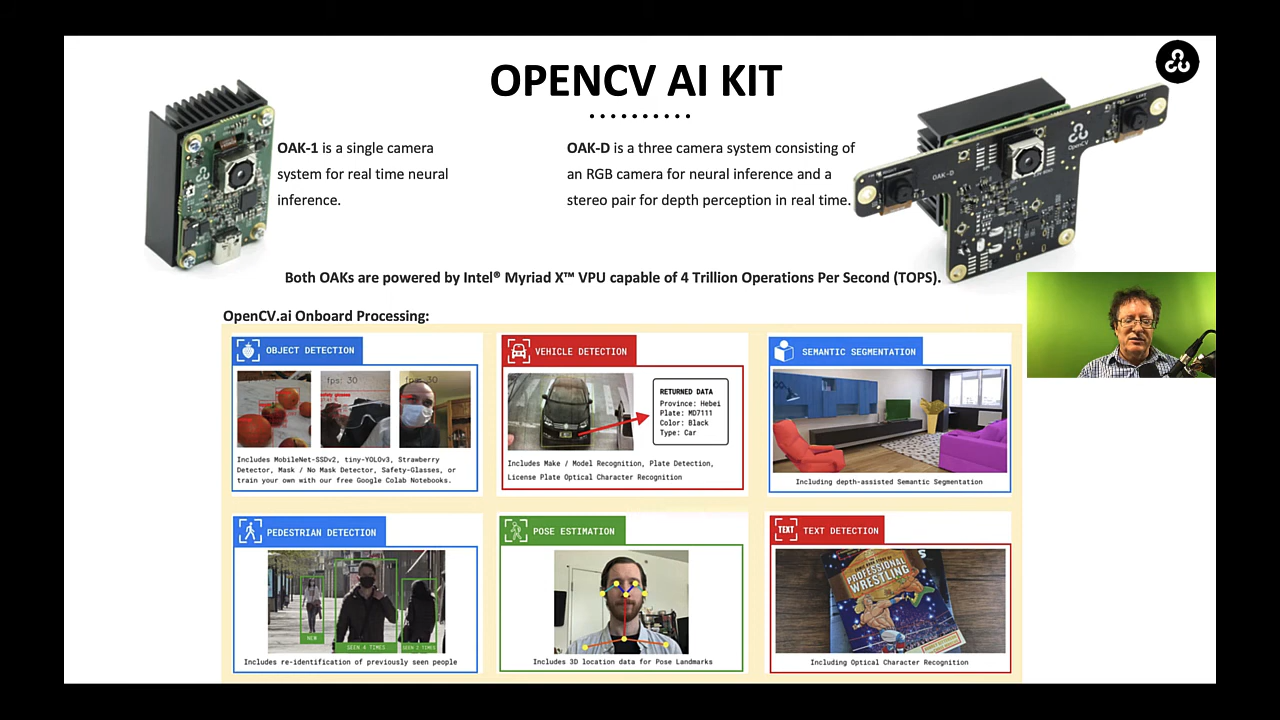 OPENCV AI KIT
OAK-1 is a single camera
system for real time neural
inference.
OAK-D is a three camera system consisting of
an RGB camera for neural inference and a
stereo pair for depth perception in real time.
OAK-D
OpenCV
Both OAKs are powered by Intel® Myriad X™ VPU capable of 4 Trillion Operations Per Second (TOPS).
OpenCV.ai Onboard Processing:
OBJECT DETECTION
fps: 30
safety glasses
fps: 30
Includes MobileNet-SSDv2, tiny-YOLOv3, Strawberry
Detector, Mask / No Mask Detector, Safety-Glasses, or
train your own with our free Google Colab Notebooks.
VEHICLE DETECTION
RETURNED DATA
Province: Hebei
Plate: MD7111
Color: Black
Type: Car
Includes Make / Model Recognition, Plate Detection,
License Plate Optical Character Recognition
SEMANTIC SEGMENTATION
Including depth-assisted Semantic Segmentation
PEDESTRIAN DETECTION
NEW
SEEN 4 TIMES
SEEN 3 TIMES
Includes re-identification of previously seen people
POSE ESTIMATION
Includes 3D location data for Pose Landmarks
TEXT
TEXT DETECTION
PROFESSIONAL
WRESTLING
Including Optical Character Recognition